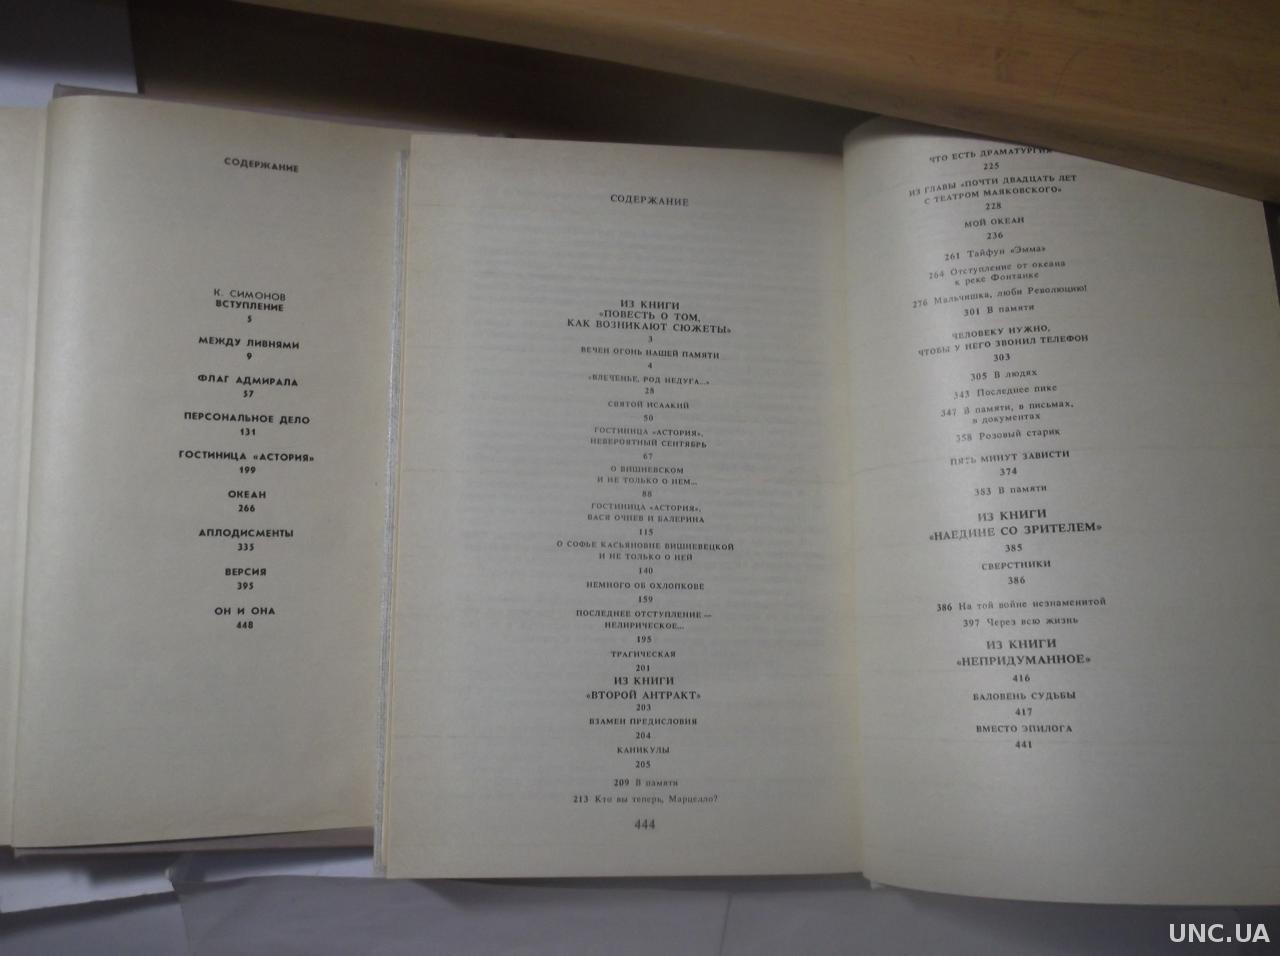 СОДЕРЖАНИЕ
К. СИМОНОВ
ВСТУПЛЕНИЕ
5
МЕЖДУ ЛИВНЯМИ
9
ФЛАГ АДМИРАЛА
57
ПЕРСОНАЛЬНОЕ ДЕЛО
131
ГОСТИНИЦА «АСТОРИЯ»
199
ОКЕАН
266
АПЛОДИСМЕНТЫ
335
ВЕРСИЯ
395
ОН И ОНА
448
СОДЕРЖАНИЕ
ИЗ КНИГИ
«ПОВЕСТЬ О ТОМ,
КАК ВОЗНИКАЮТ СЮЖЕТЫ»
3
ВЕЧЕН ОГОНЬ НАШЕЙ ПАМЯТИ
4
«ВЛЕЧЕНЬЕ, РОД НЕДУГА...»
28
СВЯТОЙ ИСААКИЙ
50
ГОСТИНИЦА «АСТОРИЯ»,
НЕВЕРОЯТНЫЙ СЕНТЯБРЬ
67
О ВИШНЕВСКОМ
И НЕ ТОЛЬКО О НЕМ...
88
ГОСТИНИЦА «АСТОРИЯ»,
ВАСЯ ОЧНЕВ И БАЛЕРИНА
115
О СОФЬЕ КАСЬЯНОВНЕ ВИШНЕВЕЦКОЙ
И НЕ ТОЛЬКО О НЕЙ
140
НЕМНОГО ОБ ОХЛОПКОВЕ
159
ПОСЛЕДНЕЕ ОТСТУПЛЕНИЕ —
НЕЛИРИЧЕСКОЕ...
195
ТРАГИЧЕСКАЯ
201
ИЗ КНИГИ
«ВТОРОЙ АНТРАКТ»
203
ВЗАМЕН ПРЕДИСЛОВИЯ
204
КАНИКУЛЫ
205
209 В памяти
213 Кто вы теперь, Марцелло?
444
ЧТО ЕСТЬ ДРАМАТУРГИЯ
225
ИЗ ГЛАВЫ «ПОЧТИ ДВАДЦАТЬ ЛЕТ
С ТЕАТРОМ МАЯКОВСКОГО»
228
МОЙ ОКЕАН
236
261 Тайфун «Эмма»
264 Отступление от океана
к реке Фонтанке
276 Мальчишка, люби Революцию!
301 В памяти
ЧЕЛОВЕКУ НУЖНО,
ЧТОБЫ У НЕГО ЗВОНИЛ ТЕЛЕФОН
303
305 В людях
343 Последнее пике
347 В памяти, в письмах,
в документах
358 Розовый старик
ПЯТЬ МИНУТ ЗАВИСТИ
374
383 В памяти
ИЗ КНИГИ
«НАЕДИНЕ СО ЗРИТЕЛЕМ»
385
СВЕРСТНИКИ
386
386 На той войне незнаменитой
397 Через всю жизнь
ИЗ КНИГИ
«НЕПРИДУМАННОЕ»
416
БАЛОВЕНЬ СУДЬБЫ
417
ВМЕСТО ЭПИЛОГА
441
UNC.UA